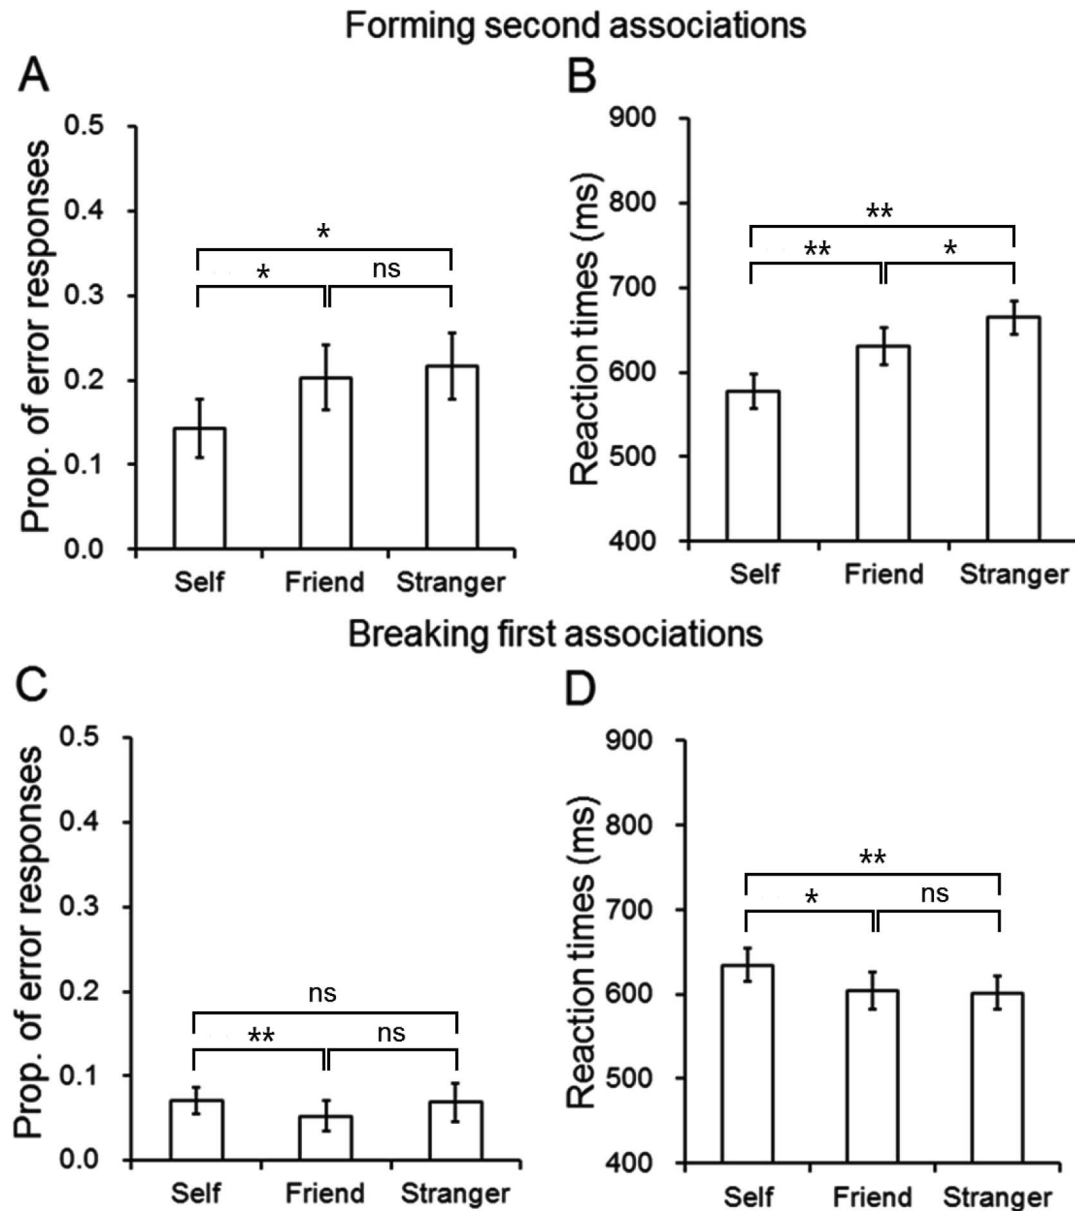 Forming second associations
A
Prop. of error responses
0.5
0.4
0.3
0.2
0.1
0.0
*
*
ns
Self Friend Stranger
B
Reaction times (ms)
900
800
700
600
500
400
**
**
*
Self Friend Stranger
Breaking first associations
C
Prop. of error responses
0.5
0.4
0.3
0.2
0.1
0.0
ns
**
ns
Self Friend Stranger
D
Reaction times (ms)
900
800
700
600
500
400
**
*
ns
Self Friend Stranger